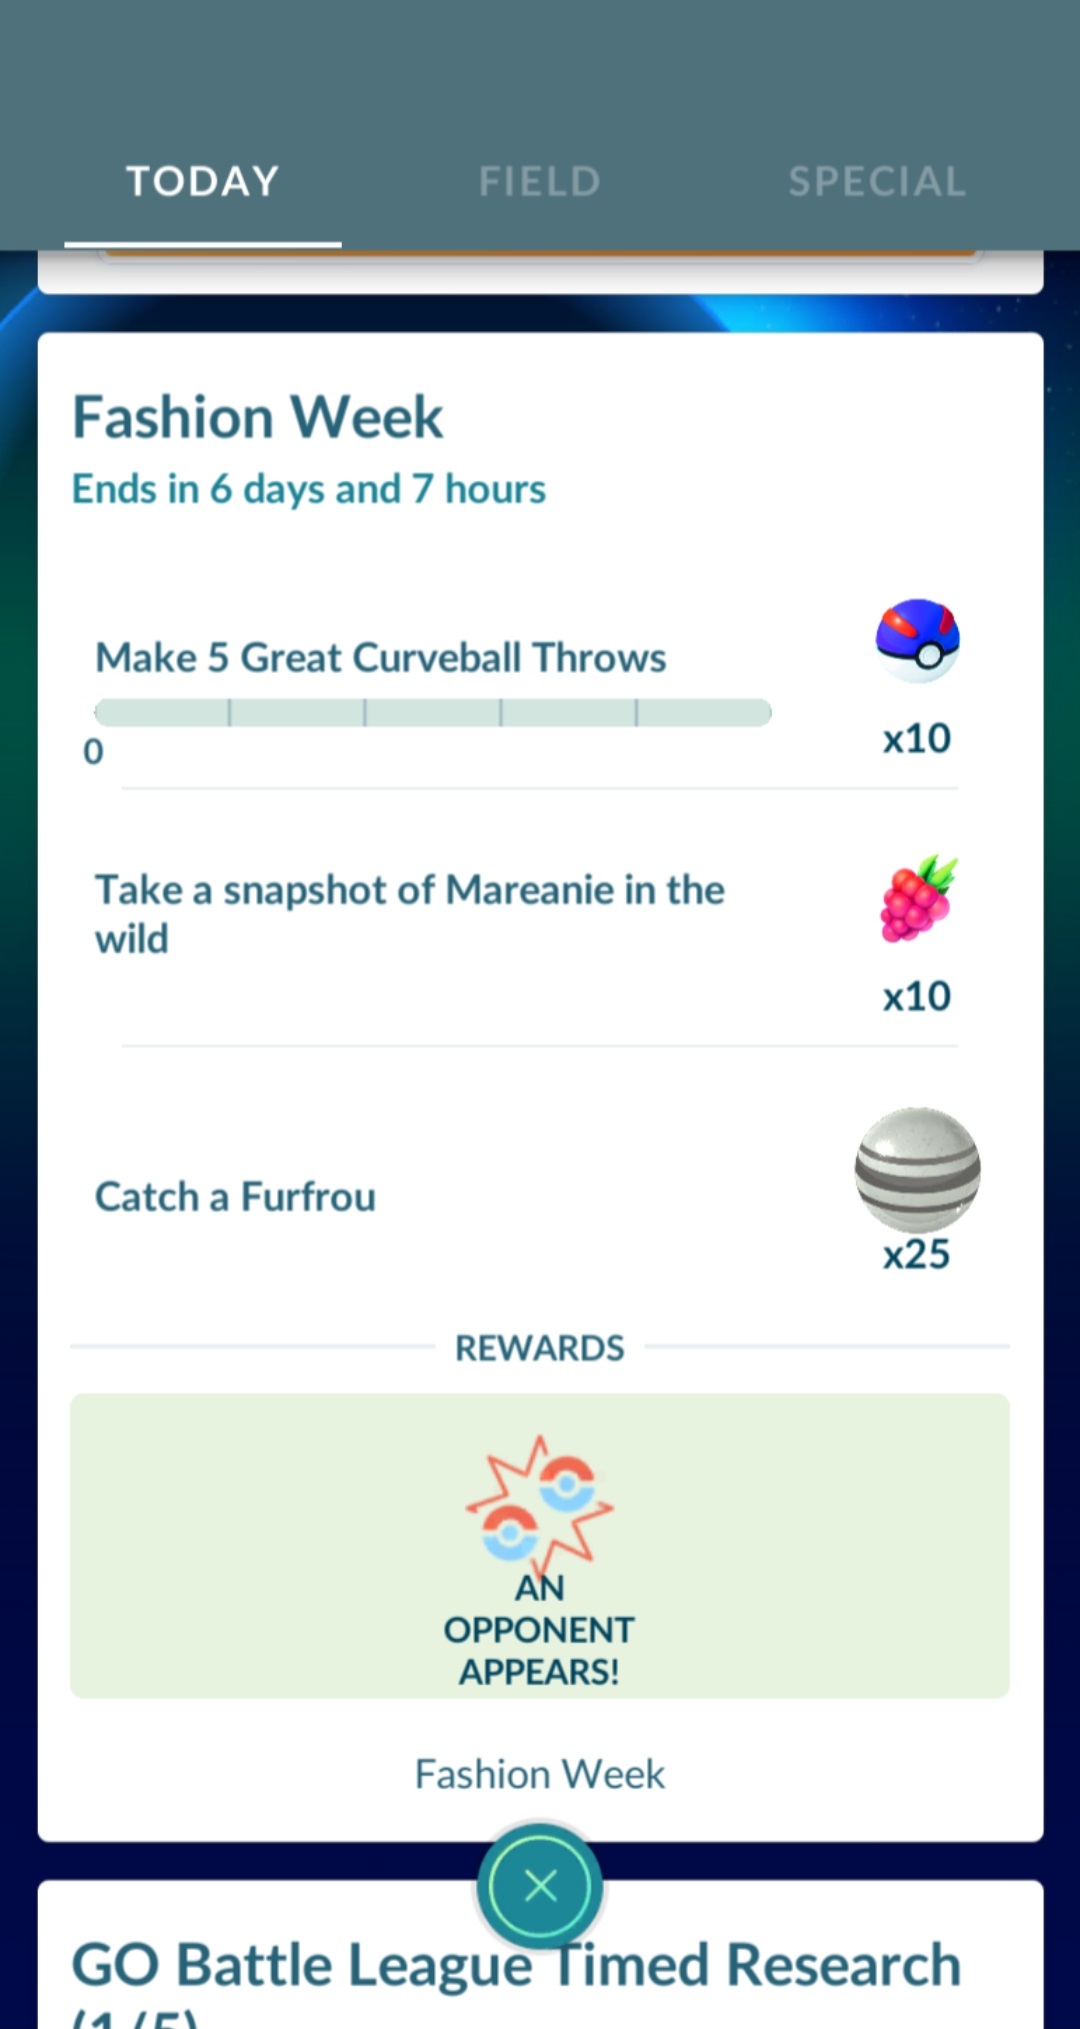 TODAY
FIELD
SPECIAL
Fashion Week
Ends in 6 days and 7 hours
Make 5 Great Curveball Throws
0
x10
Take a snapshot of Mareanie in the
wild
x10
Catch a Furfrou
x25
REWARDS
AN
OPPONENT
APPEARS!
Fashion Week
GO Battle League Timed Research
(1/5)